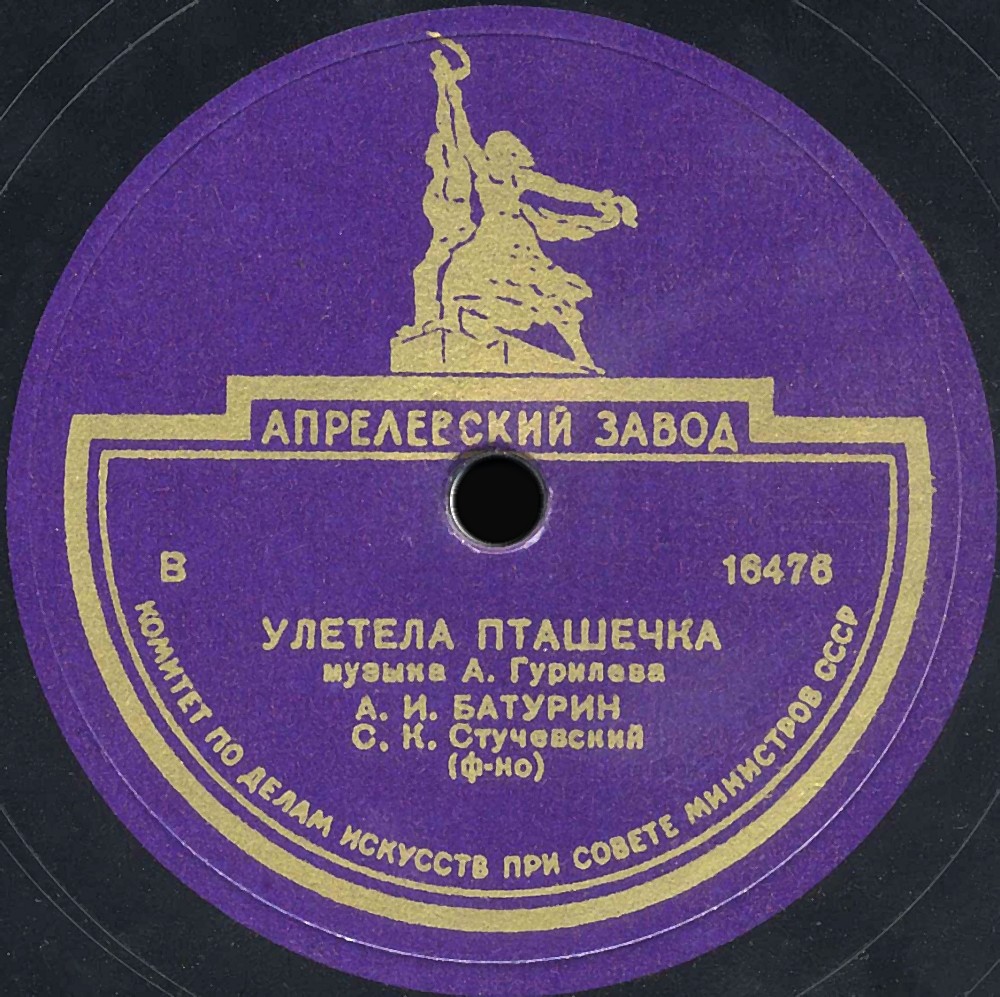 АПРЕЛЕВСКИЙ ЗАВОД
В 16476
УЛЕТЕЛА ПТАШЕЧКА
музыка А. Гурилева
А. И. БАТУРИН
С. К. Стучевский
(ф-но)
КОМИТЕТ ПО ДЕЛАМ ИСКУССТВ ПРИ СОВЕТЕ МИНИСТРОВ СССР